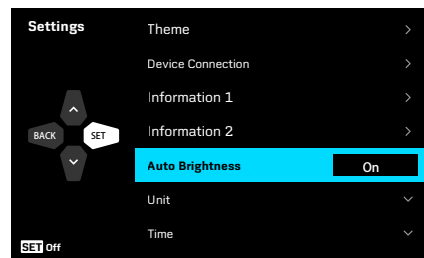 Settings
Theme
Device Connection
Information 1
Information 2
BACK
SET
Auto Brightness
On
Unit
Time
SET Off